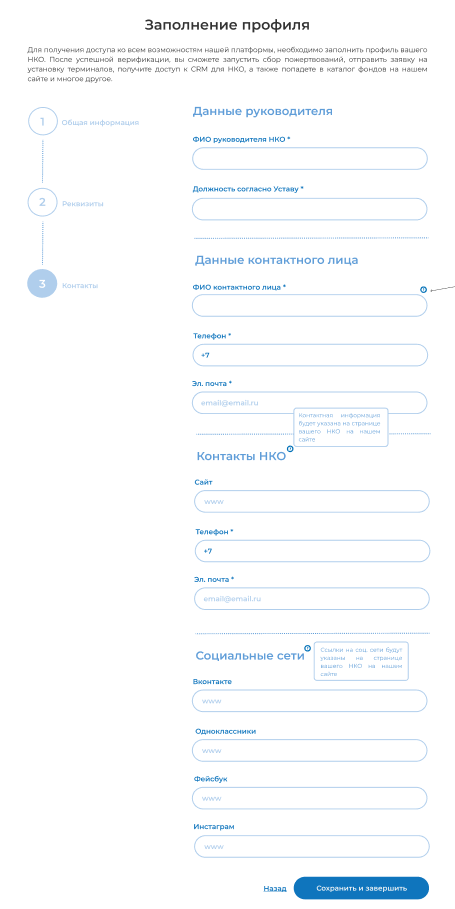 Заполнение профиля
Для получения доступа ко всем возможностям нашей платформы, необходимо заполнить профиль вашего
НКО. После успешной верификации, вы сможете запустить сбор пожертвований, отправить заявку на
установку терминалов, получите доступ к CRM для НКО, а также попадете в каталог фондов на нашем
сайте и многое другое.
1 Общая информация
2 Реквизиты
3 Контакты
Данные руководителя
ФИО руководителя НКО *
Должность согласно Уставу *
Данные контактного лица
ФИО контактного лица *
Телефон *
+7
Эл. почта *
email@email.ru
Контактная информация
будет указана на странице
вашего НКО на нашем
сайте
Контакты НКО
Сайт
www
Телефон *
+7
Эл. почта *
email@email.ru
Социальные сети
Ссылки на соц. сети будут
указаны на странице
вашего НКО на нашем
сайте
Вконтакте
www
Одноклассники
www
Фейсбук
www
Инстаграм
www
Назад
Сохранить и завершить